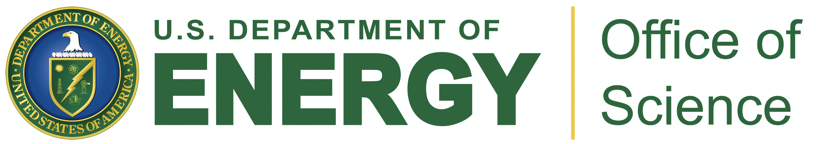 DEPARTMENT OF ENERGY
UNITED STATES OF AMERICA
U.S. DEPARTMENT OF
ENERGY
Office of
Science